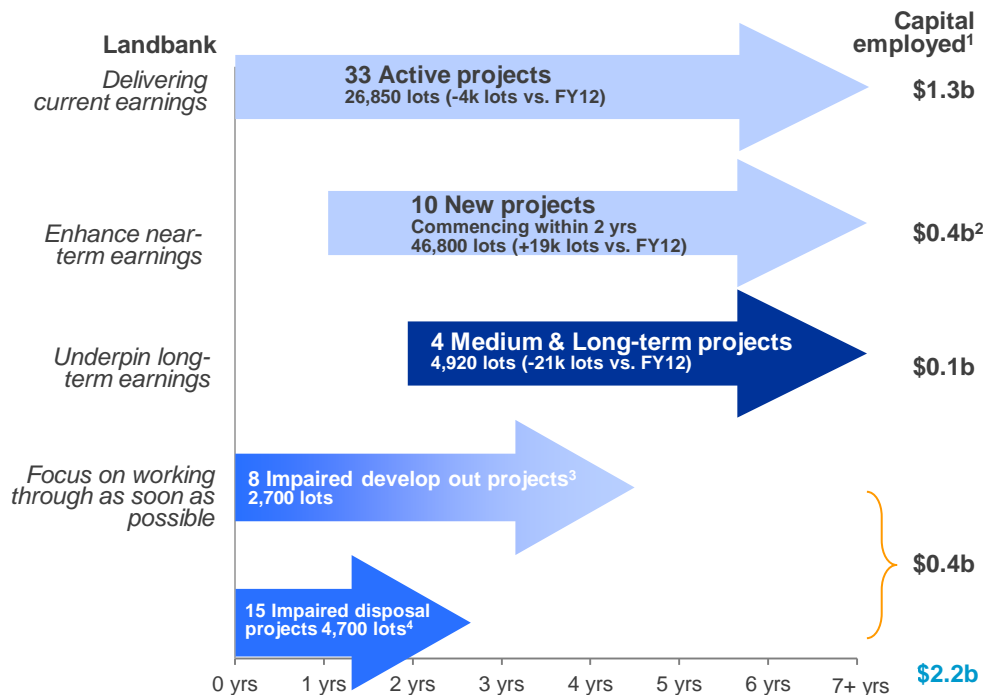 Landbank
Capital
employed¹
Delivering
current earnings
33 Active projects
26,850 lots (-4k lots vs. FY12)
$1.3b
Enhance near-
term earnings
10 New projects
Commencing within 2 yrs
46,800 lots (+19k lots vs. FY12)
$0.4b²
Underpin long-
term earnings
4 Medium & Long-term projects
4,920 lots (-21k lots vs. FY12)
$0.1b
Focus on working
through as soon as
possible
8 Impaired develop out projects³
2,700 lots
15 Impaired disposal
projects 4,700 lots⁴
$0.4b
0 yrs 1 yrs 2 yrs 3 yrs 4 yrs 5 yrs 6 yrs 7+ yrs
$2.2b